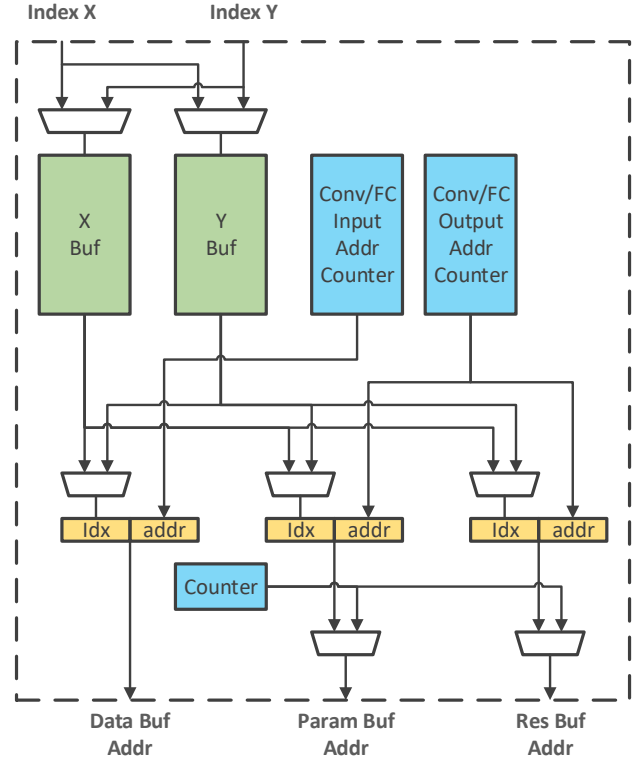 Index X
Index Y
X
Buf
Y
Buf
Conv/FC
Input
Addr
Counter
Conv/FC
Output
Addr
Counter
Idx
addr
Idx
addr
Idx
addr
Counter
Data Buf
Addr
Param Buf
Addr
Res Buf
Addr